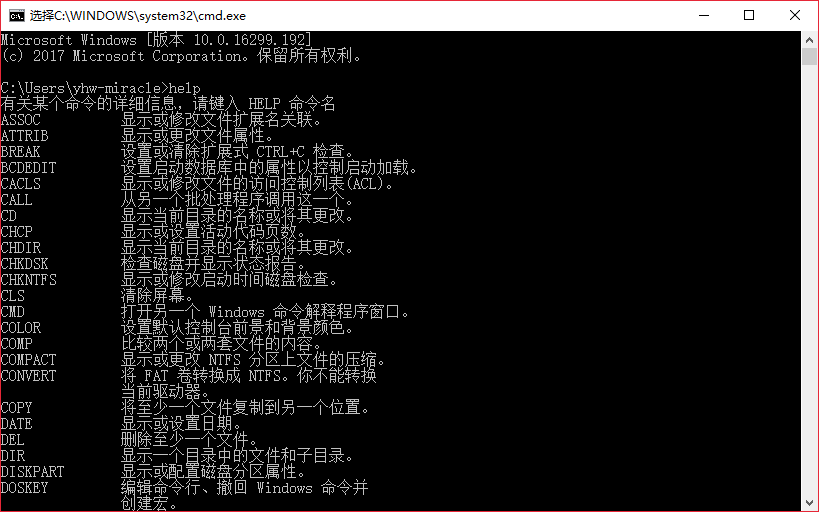 选择C:\WINDOWS\system32\cmd.exe
Microsoft Windows [版本 10.0.16299.192]
(c) 2017 Microsoft Corporation。保留所有权利。
C:\Users\yhw-miracle>help
有关某个命令的详细信息，请键入 HELP 命令名
ASSOC          显示或修改文件扩展名关联。
ATTRIB         显示或更改文件属性。
BREAK          设置或清除扩展式 CTRL+C 检查。
BCDEDIT        设置启动数据库中的属性以控制启动加载。
CACLS          显示或修改文件的访问控制列表(ACL)。
CALL           从另一个批处理程序调用这一个。
CD             显示当前目录的名称或将其更改。
CHCP           显示或设置活动代码页数。
CHDIR          显示当前目录的名称或将其更改。
CHKDSK         检查磁盘并显示状态报告。
CHKNTFS        显示或修改启动时间磁盘检查。
CLS            清除屏幕。
CMD            打开另一个 Windows 命令解释程序窗口。
COLOR          设置默认控制台前景和背景颜色。
COMP           比较两个或两套文件的内容。
COMPACT        显示或更改 NTFS 分区上文件的压缩。
CONVERT        将 FAT 卷转换成 NTFS。你不能转换
               当前驱动器。
COPY           将至少一个文件复制到另一个位置。
DATE           显示或设置日期。
DEL            删除至少一个文件。
DIR            显示一个目录中的文件和子目录。
DISKPART       显示或配置磁盘分区属性。
DOSKEY         编辑命令行、撤回 Windows 命令并
               创建宏。